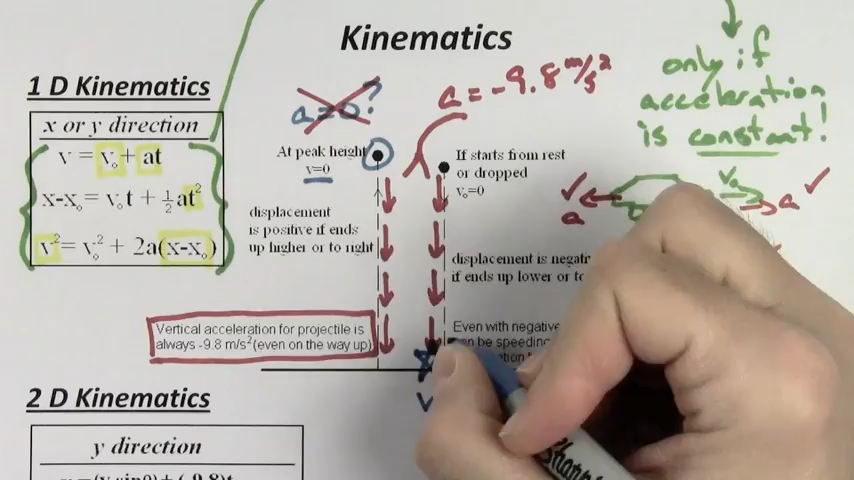 Kinematics
1 D Kinematics
x or y direction
v = v₀ + at
x-x₀ = v₀t + ½at²
v² = v₀² + 2a(x-x₀)
a=0?
At peak height
v=0
displacement
is positive if ends
up higher or to right
Vertical acceleration for projectile is
always -9.8 m/s² (even on the way up)
a = -9.8 m/s²
If starts from rest
or dropped
v₀=0
displacement is
if ends up lower or to
Even with
be
only if
acceleration
is constant!
a
v₀
a
v
2 D Kinematics
y direction
Sharpie